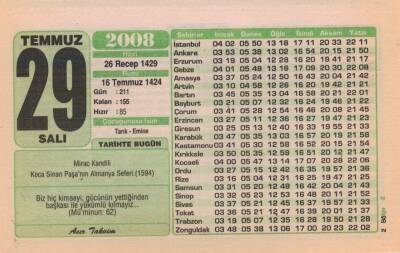 TEMMUZ
29
SALI
2008
Hicri
26 Recep 1429
Rumi
16 Temmuz 1424
Gün : 211
Kalan : 155
Hızır : 85
Çocuğunuza İsim
Tarık - Emine
TARİHTE BUGÜN
Miraç Kandili
Koca Sinan Paşa'nın Almanya Seferi (1594)
Biz hiç kimseyi, gücünün yettiğinden
başkası ile yükümlü kılmayız...
(Mü'minun: 62)
Asır Takvim
Şehirler İmsak Güneş Öğle İkindi Akşam Yatsı
İstanbul 04 02 05 50 13 18 17 11 20 33 22 11
Ankara 03 53 05 38 13 02 16 54 20 15 21 50
Erzurum 03 19 05 04 12 28 16 20 19 41 21 17
Gebze 04 01 05 48 13 19 17 09 20 30 22 08
Amasya 03 37 05 24 12 50 16 43 20 04 21 42
Artvin 03 10 04 58 12 26 16 20 19 42 21 21
Bartın 03 45 05 35 13 04 16 58 20 21 22 01
Bayburt 03 21 05 07 12 32 16 24 19 46 21 22
Çorum 03 41 05 28 12 54 16 46 20 08 21 45
Erzincan 03 27 05 11 12 36 16 27 19 48 21
Giresun 03 25 05 13 12 40 16 33 19 55 21 33
Karabük 03 47 05 35 13 03 16 57 20 19 21 58
Kastamonu 03 41 05 30 12 58 16 52 20 15 21 54
Kırıkkale 03 50 05 35 12 59 16 51 20 12 21 47
Kocaeli 04 00 05 47 13 14 17 07 20 28 22 06
Ordu 03 27 05 15 12 42 16 35 19 57 21
Rize 03 16 05 04 12 31 16 25 19 47 21 25
Samsun 03 31 05 20 12 48 16 42 20 04 21 43
Sinop 03 32 05 23 12 53 16 48 20 11 21 52
Sivas 03 37 05 21 12 45 16 37 19 58 21
Tokat 03 36 05 21 12 47 16 39 20 01 21 37
Trabzon 03 19 05 07 12 35 16 28 19 50 21 28
Zonguldak 03 48 05 38 13 06 17 00 20 23 22 02